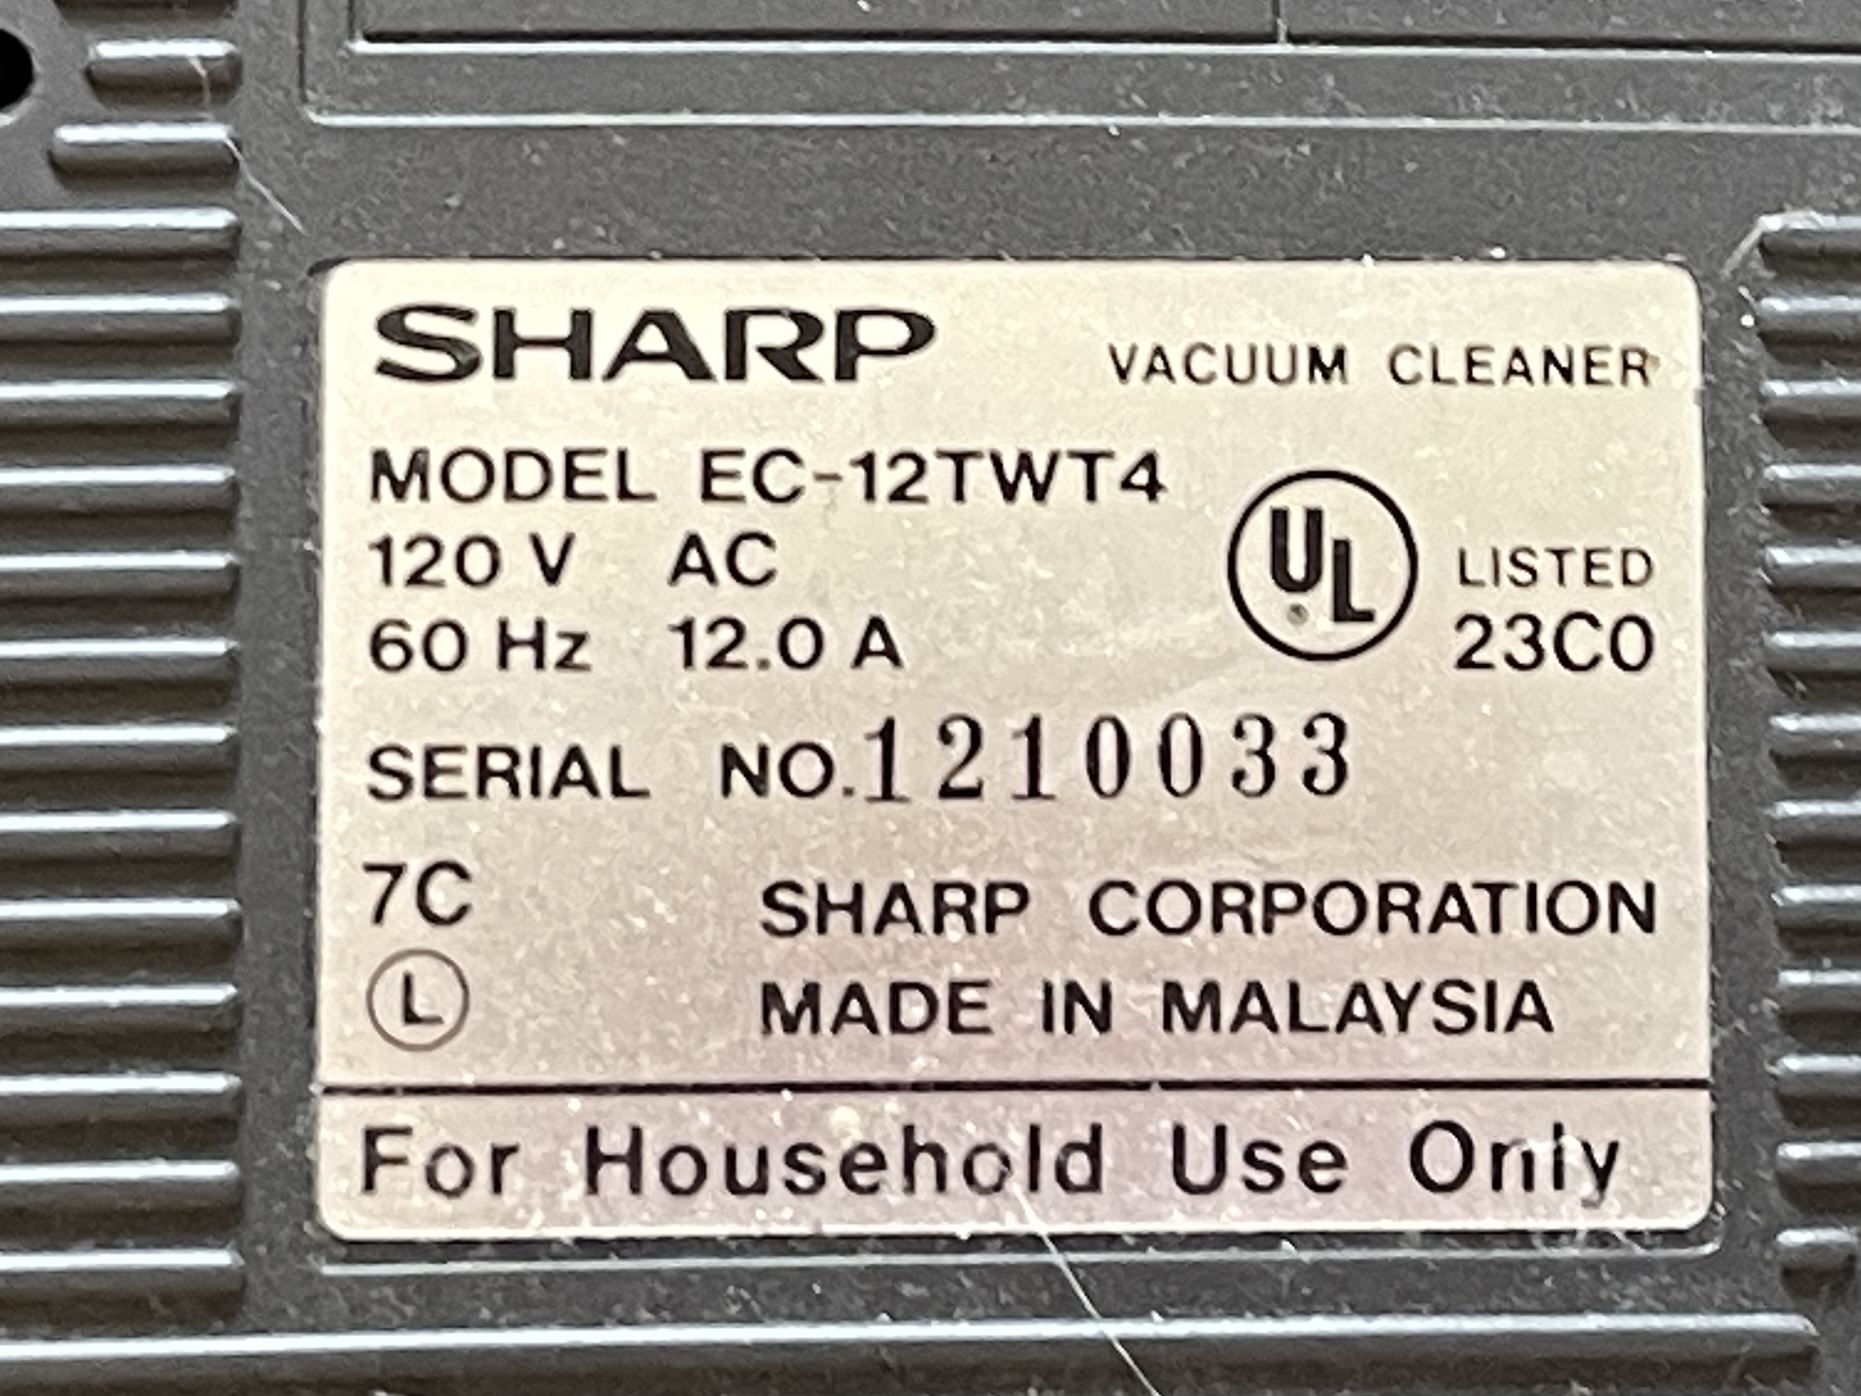 SHARP VACUUM CLEANER
MODEL EC-12TWT4
120 V AC
UL LISTED
60 Hz 12.0 A
23C0
SERIAL NO. 1210033
7C SHARP CORPORATION
L MADE IN MALAYSIA
For Household Use Only